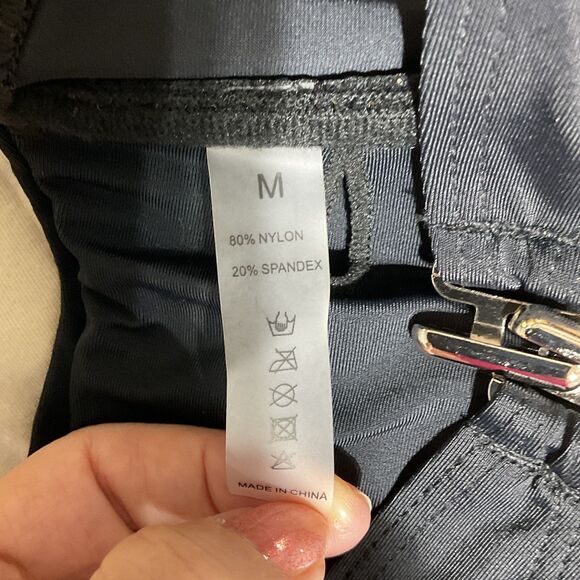 M
80% NYLON
20% SPANDEX
MADE IN CHINA